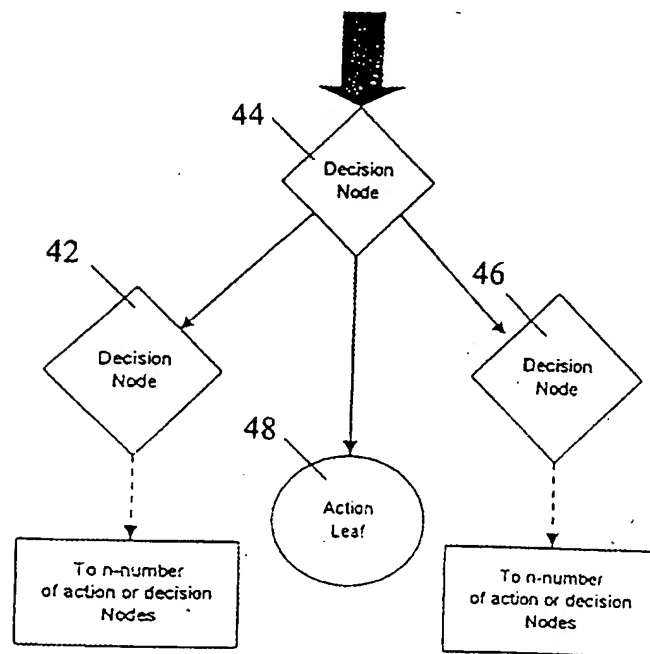 44
Decision
Node
42
Decision
Node
46
Decision
Node
48
Action
Leaf
To n-number
of action or decision
Nodes
To n-number
of action or decision
Nodes